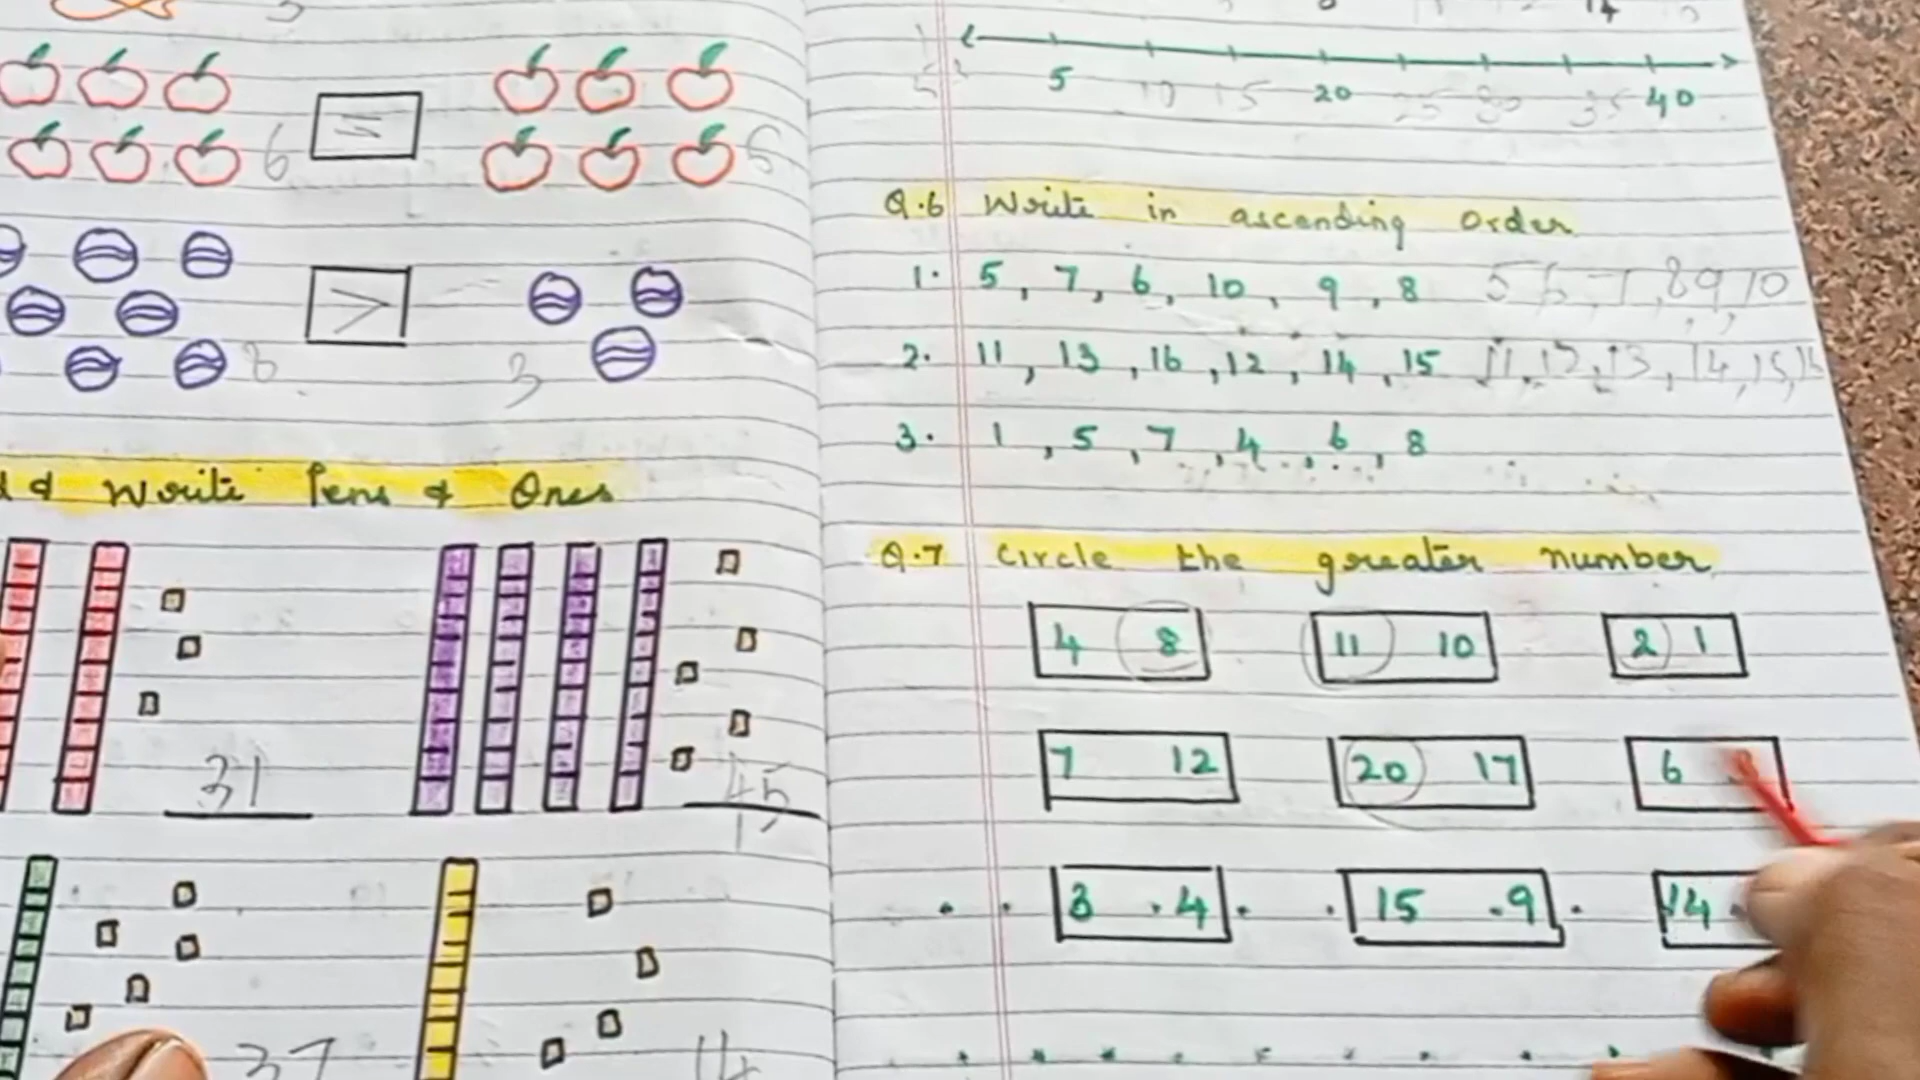 6 = 6
8 > 3
& Write Tens & Ones
31 45
37 14
5 10 15 20 25 30 35 40
Q.6 Write in ascending order
1. 5, 7, 6, 10, 9, 8 5 6, 7, 8 9, 10
2. 11, 13, 16, 12, 14, 15 11, 12, 13, 14, 15, 16
3. 1, 5, 7, 4, 6, 8
Q.7 Circle the greater number
4 8 11 10 2 1
7 12 20 17 6
3 4 15 9 14